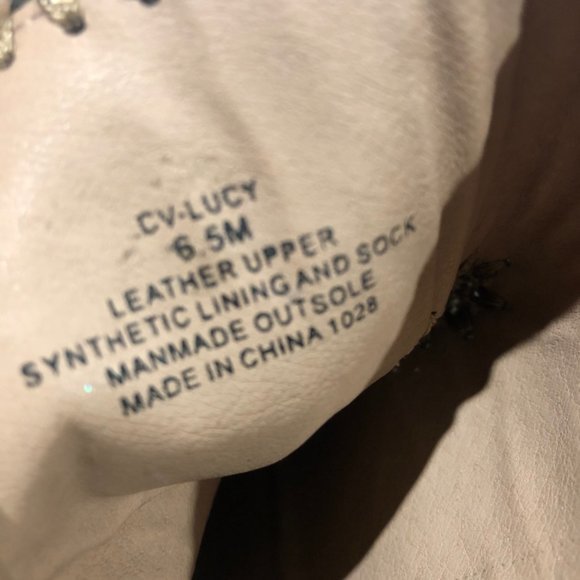 CV-LUCY
6.5M
LEATHER UPPER
SYNTHETIC LINING AND SOCK
MANMADE OUTSOLE
MADE IN CHINA 1028